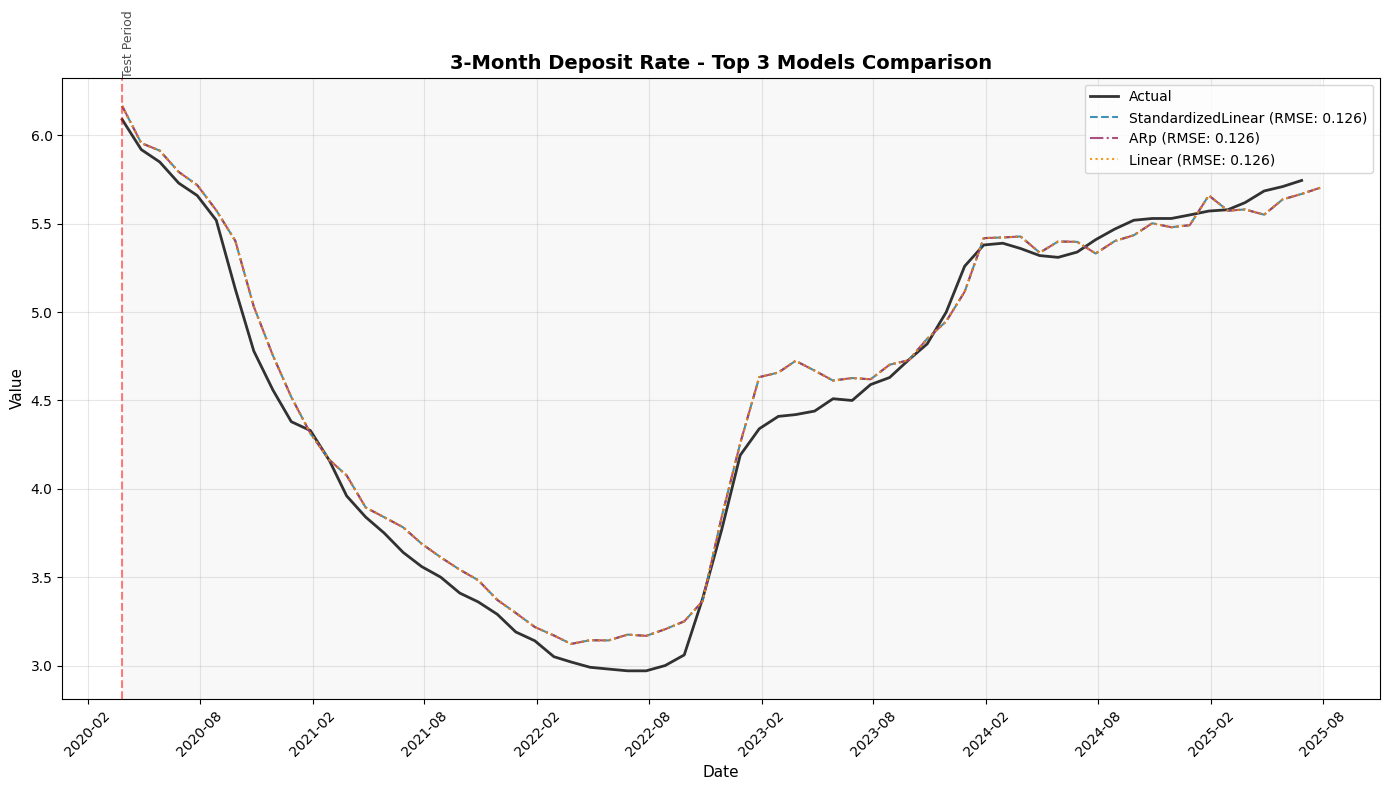 Test Period
3-Month Deposit Rate - Top 3 Models Comparison
Actual
StandardizedLinear (RMSE: 0.126)
ARp (RMSE: 0.126)
Linear (RMSE: 0.126)
Value
6.0
5.5
5.0
4.5
4.0
3.5
3.0
2020-02
2020-08
2021-02
2021-08
2022-02
2022-08
2023-02
2023-08
2024-02
2024-08
2025-02
2025-08
Date